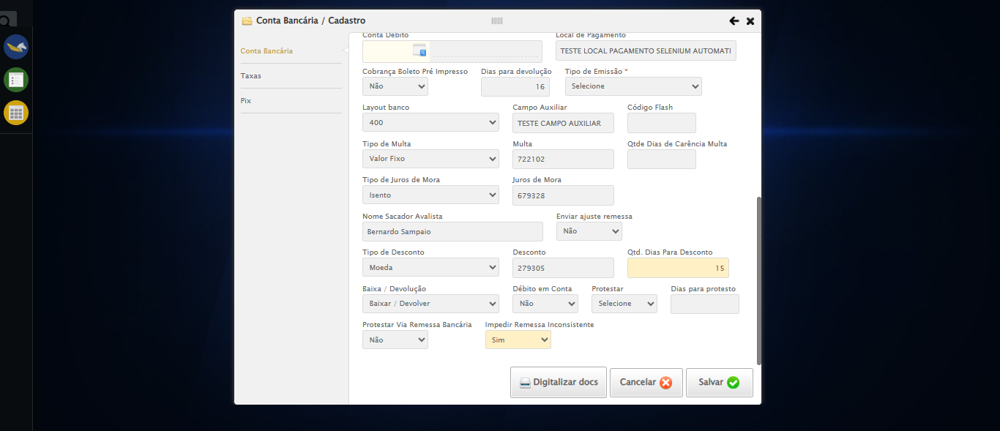 Conta Bancária / Cadastro
Conta Bancária
Taxas
Pix
Conta Débito Local de Pagamento
TESTE LOCAL PAGAMENTO SELENIUM AUTOMATI
Cobrança Boleto Pré Impresso Dias para devolução Tipo de Emissão *
Não 16 Selecione
Layout banco Campo Auxiliar Código Flash
400 TESTE CAMPO AUXILIAR
Tipo de Multa Multa Qtde Dias de Carência Multa
Valor Fixo 722102
Tipo de Juros de Mora Juros de Mora
Isento 679328
Nome Sacador Avalista Enviar ajuste remessa
Bernardo Sampaio Não
Tipo de Desconto Desconto Qtd. Dias Para Desconto
Moeda 279305 15
Baixa / Devolução Débito em Conta Protestar Dias para protesto
Baixar / Devolver Não Selecione
Protestar Via Remessa Bancária Impedir Remessa Inconsistente
Não Sim
Digitalizar docs Cancelar Salvar